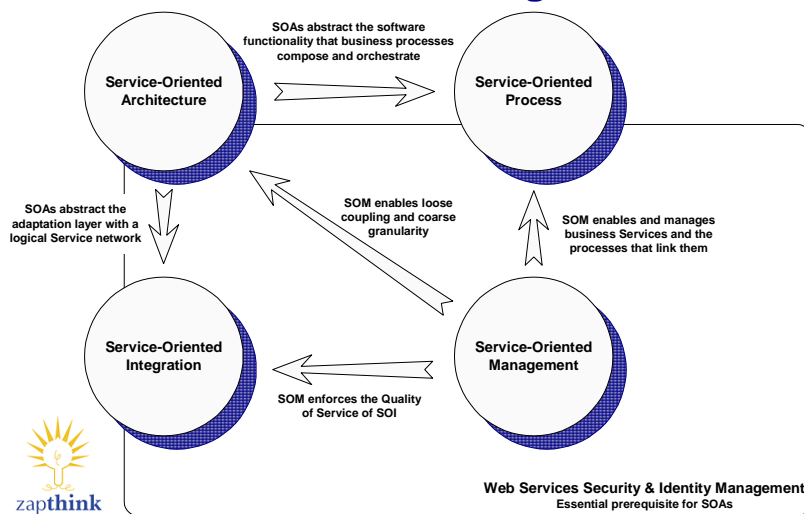 SOAs abstract the software
functionality that business processes
compose and orchestrate
Service-Oriented
Architecture
Service-Oriented
Process
SOAs abstract the
adaptation layer with a
logical Service network
SOM enables loose
coupling and coarse
granularity
SOM enables and manages
business Services and the
processes that link them
Service-Oriented
Integration
Service-Oriented
Management
SOM enforces the Quality
of Service of SOI
zapthink
Web Services Security & Identity Management
Essential prerequisite for SOAs